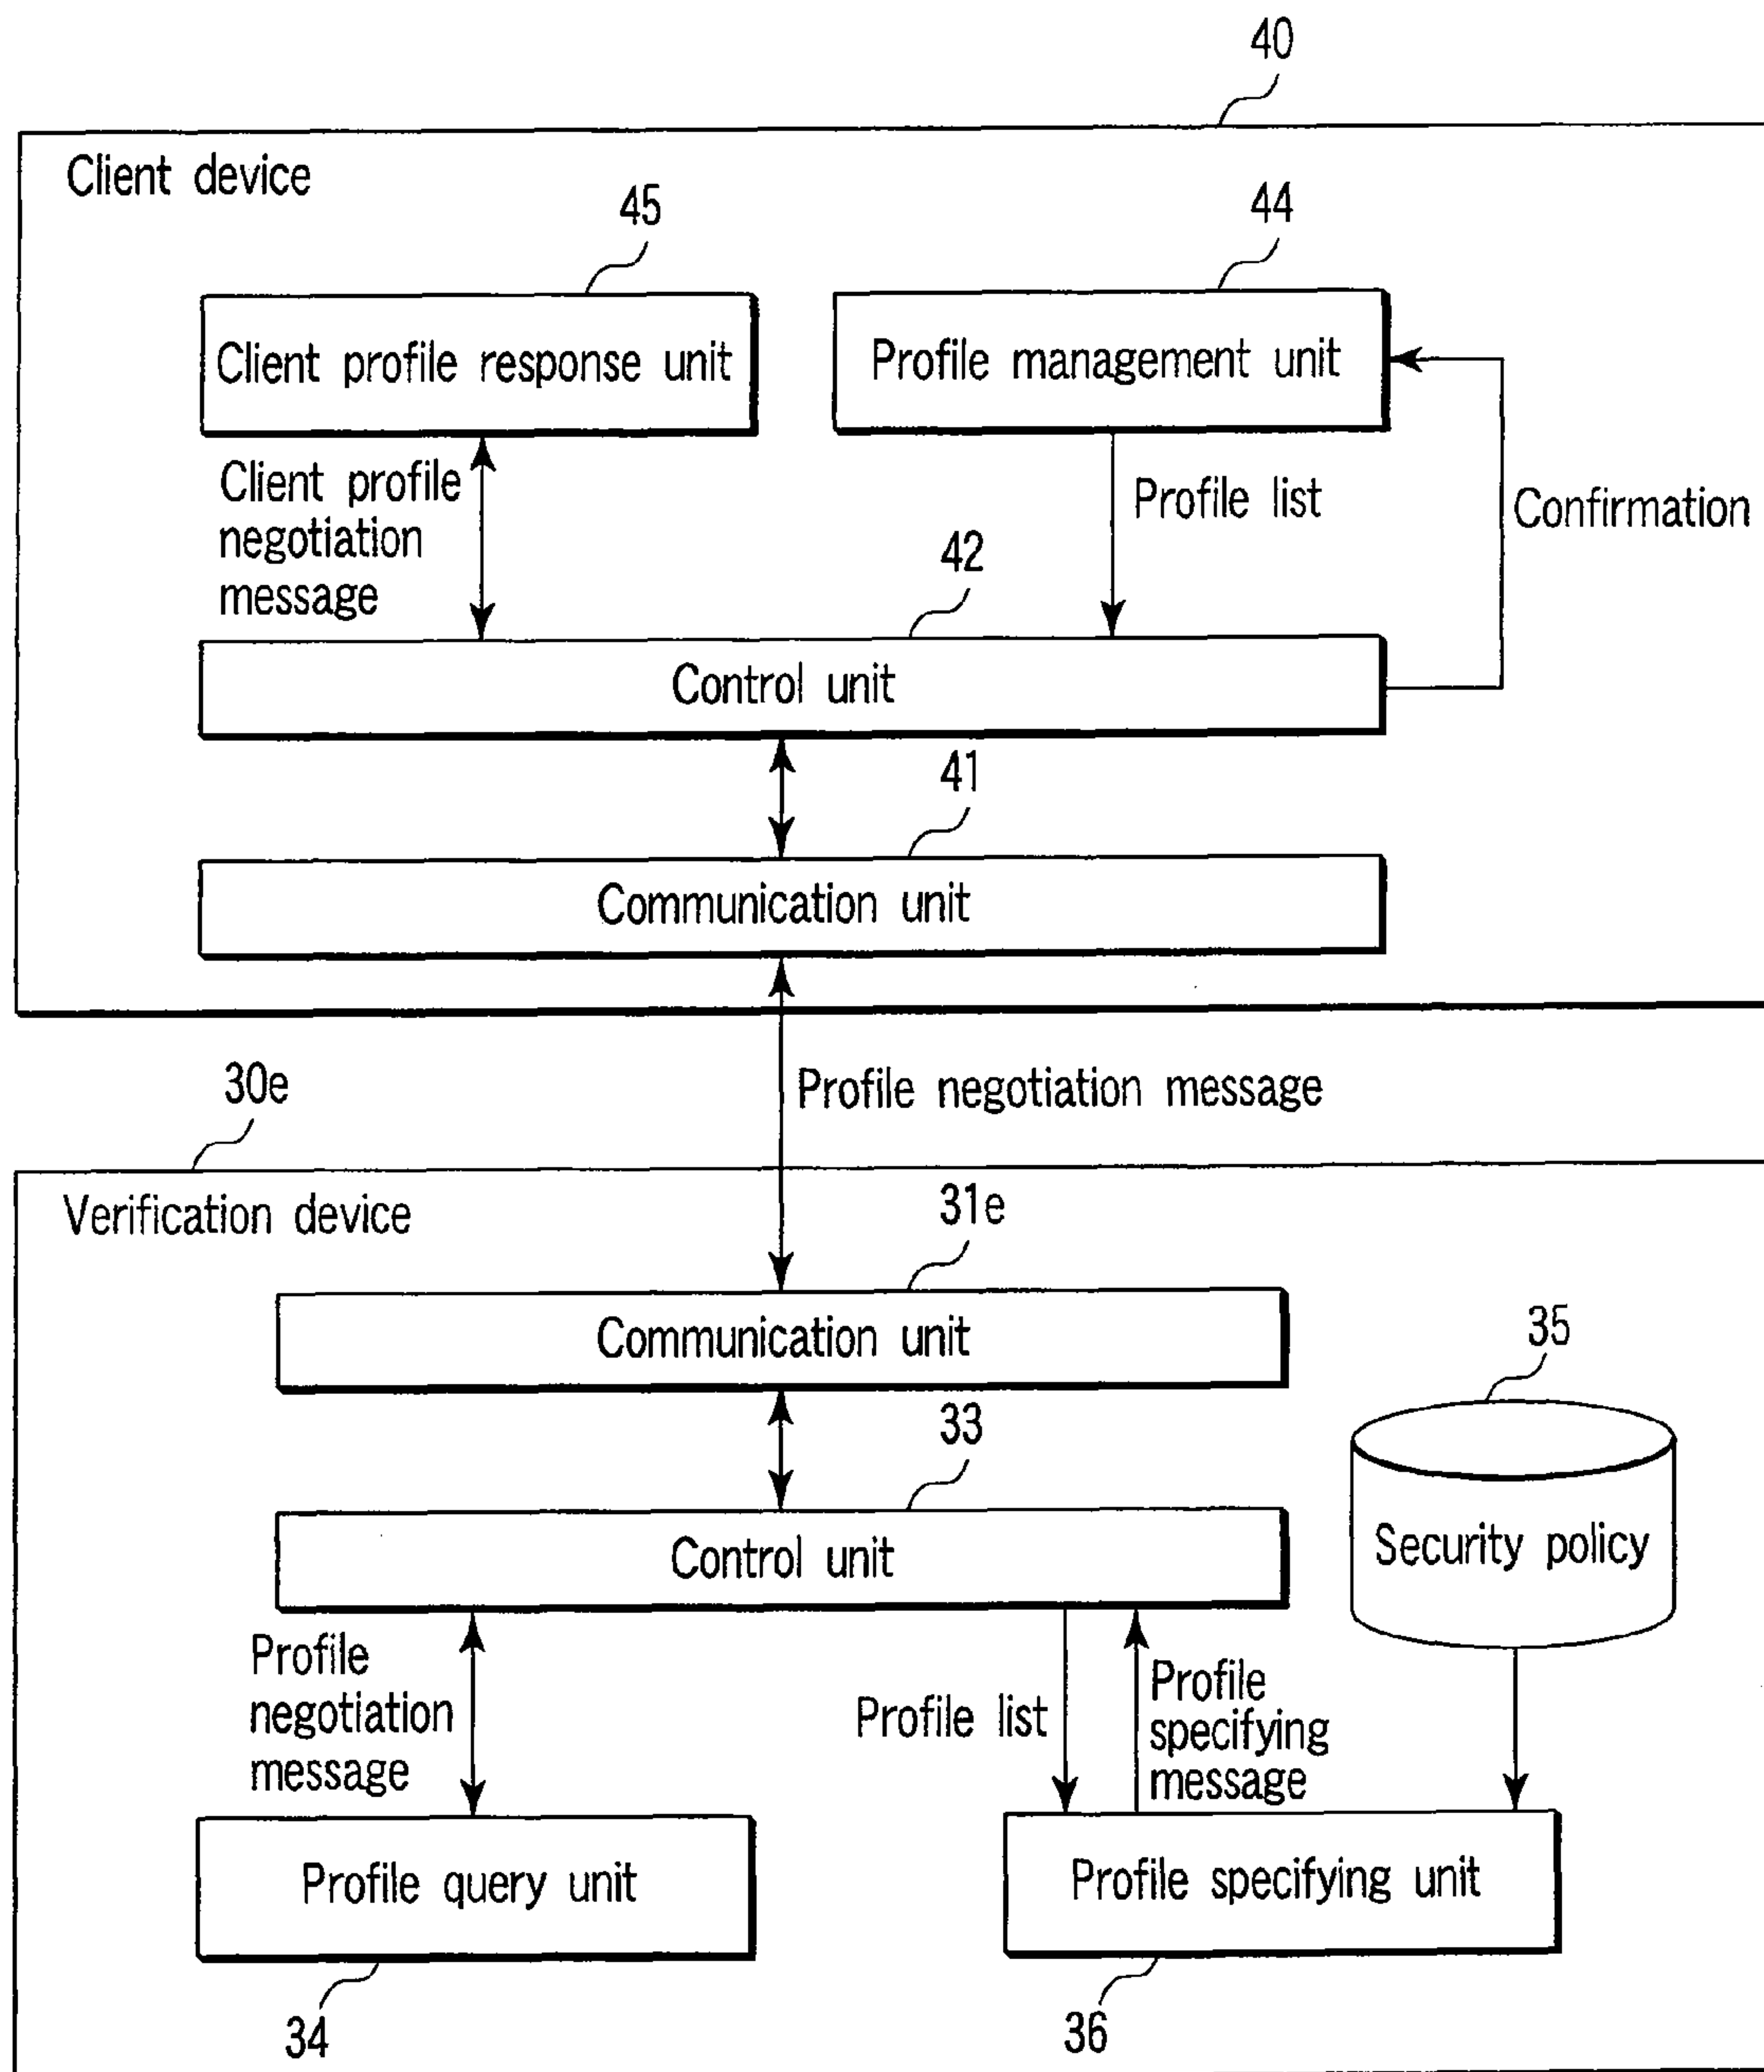 40
Client device
45
44
Client profile response unit
Profile management unit
Client profile
negotiation
message
Profile list
Confirmation
42
Control unit
41
Communication unit
Profile negotiation message
30e
Verification device
31e
Communication unit
35
33
Security policy
Control unit
Profile
negotiation
message
Profile list
Profile
specifying
message
Profile query unit
Profile specifying unit
34
36